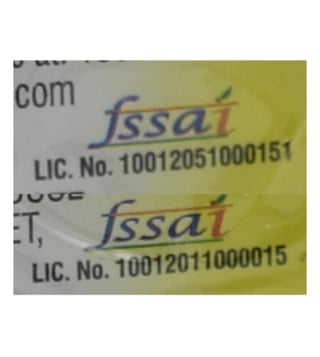 com
fssai
LIC. No. 10012051000151
ET,
fssai
LIC. No. 10012011000015